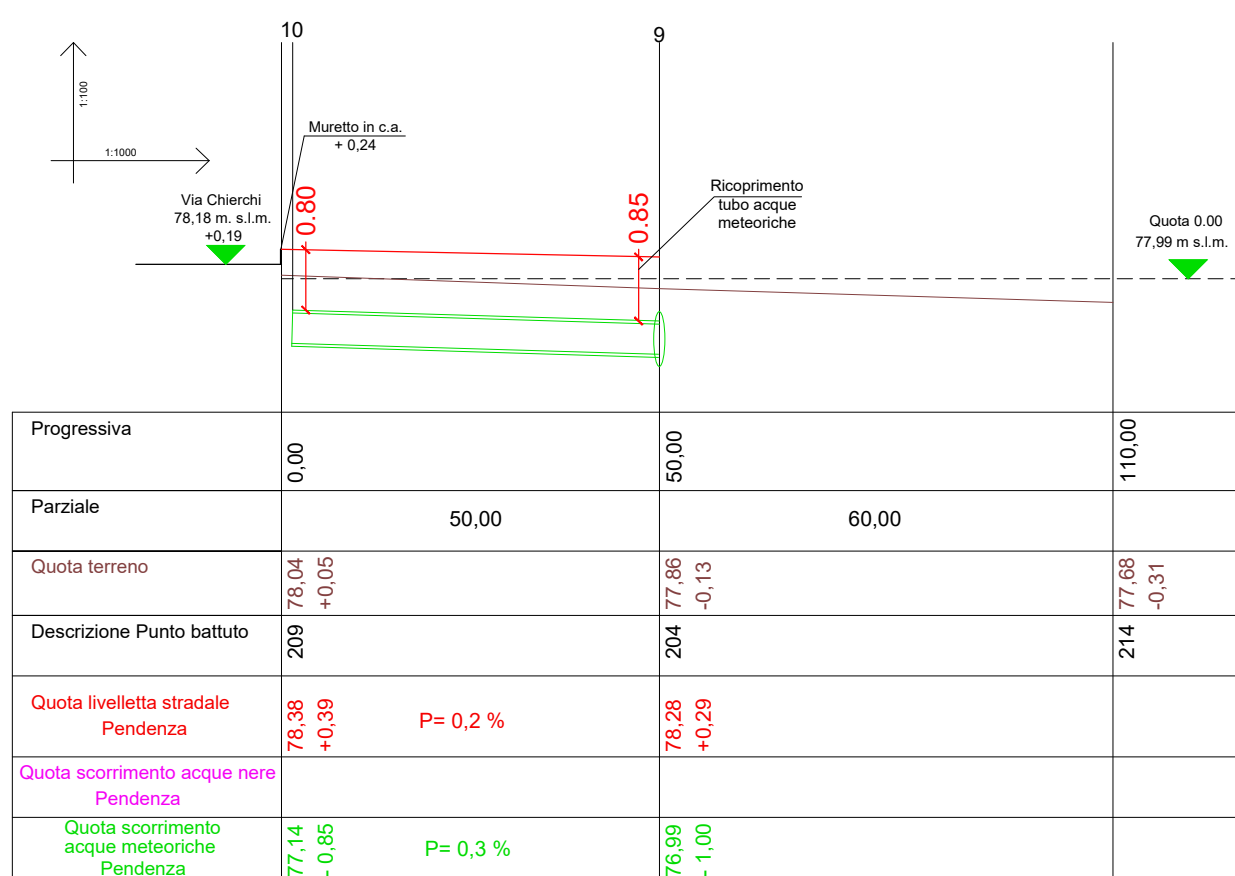 10
9
1:100
1:1000
Muretto in c.a.
+ 0,24
Via Chierchi
78,18 m. s.l.m.
+0,19
0.80
0.85
Ricoprimento
tubo acque
meteoriche
Quota 0.00
77,99 m s.l.m.
Progressiva
0,00
50,00
110,00
Parziale
50,00
60,00
Quota terreno
78,04
+0,05
77,86
-0,13
77,68
-0,31
Descrizione Punto battuto
209
204
214
Quota livelletta stradale
Pendenza
78,38
+0,39
P= 0,2 %
78,28
+0,29
Quota scorrimento acque nere
Pendenza
Quota scorrimento
acque meteoriche
Pendenza
77,14
- 0,85
P= 0,3 %
76,99
- 1,00